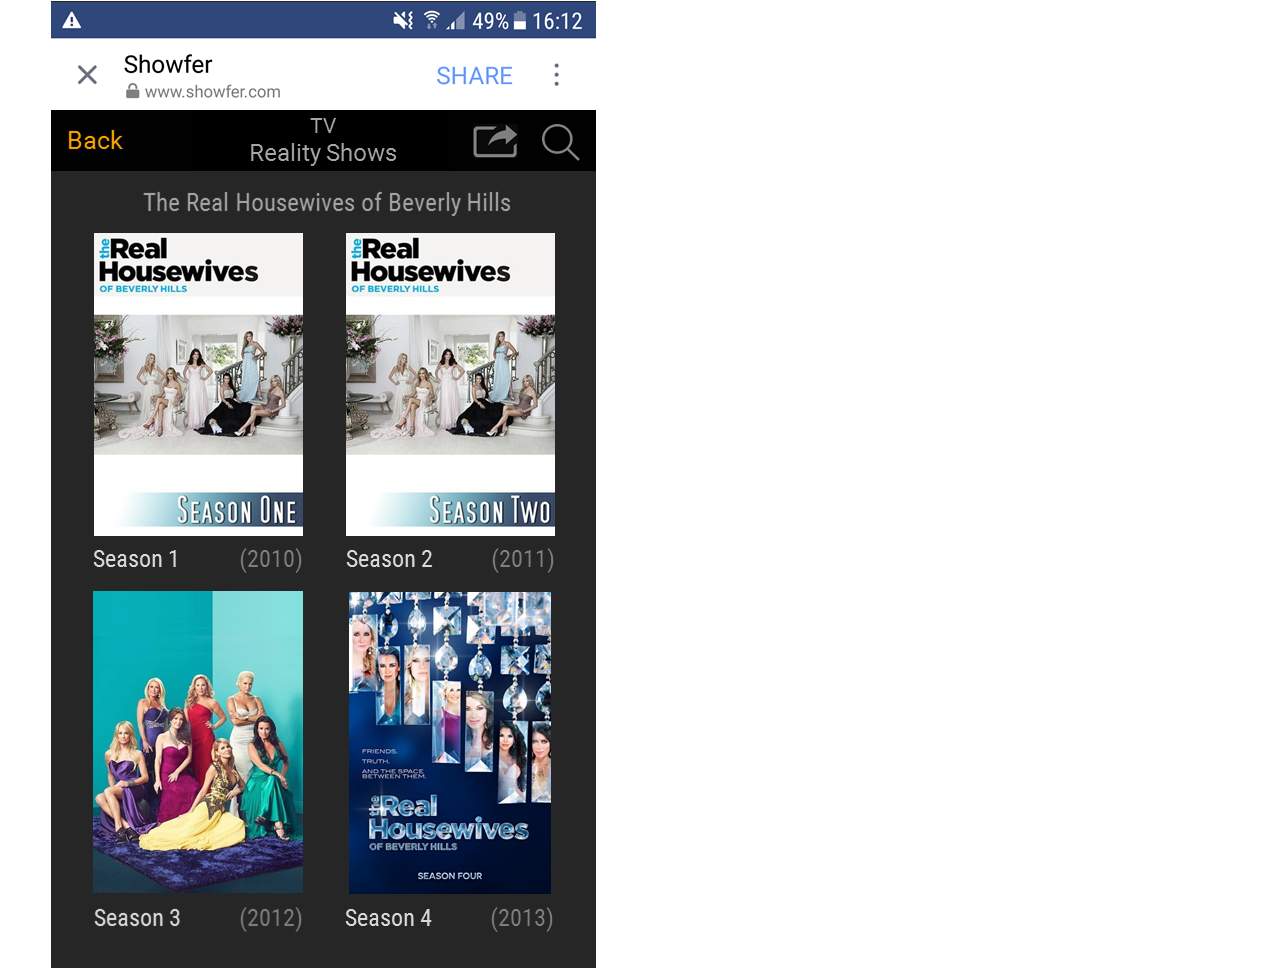 49% 16:12
Showfer
www.showfer.com
SHARE
Back
TV
Reality Shows
The Real Housewives of Beverly Hills
the Real
Housewives
OF BEVERLY HILLS
SEASON ONE
the Real
Housewives
OF BEVERLY HILLS
SEASON TWO
Season 1 (2010)
Season 2 (2011)
FRIENDS.
TRUTH.
AND THE SPACE
BETWEEN THEM.
the Real
Housewives
OF BEVERLY HILLS
SEASON FOUR
Season 3 (2012)
Season 4 (2013)